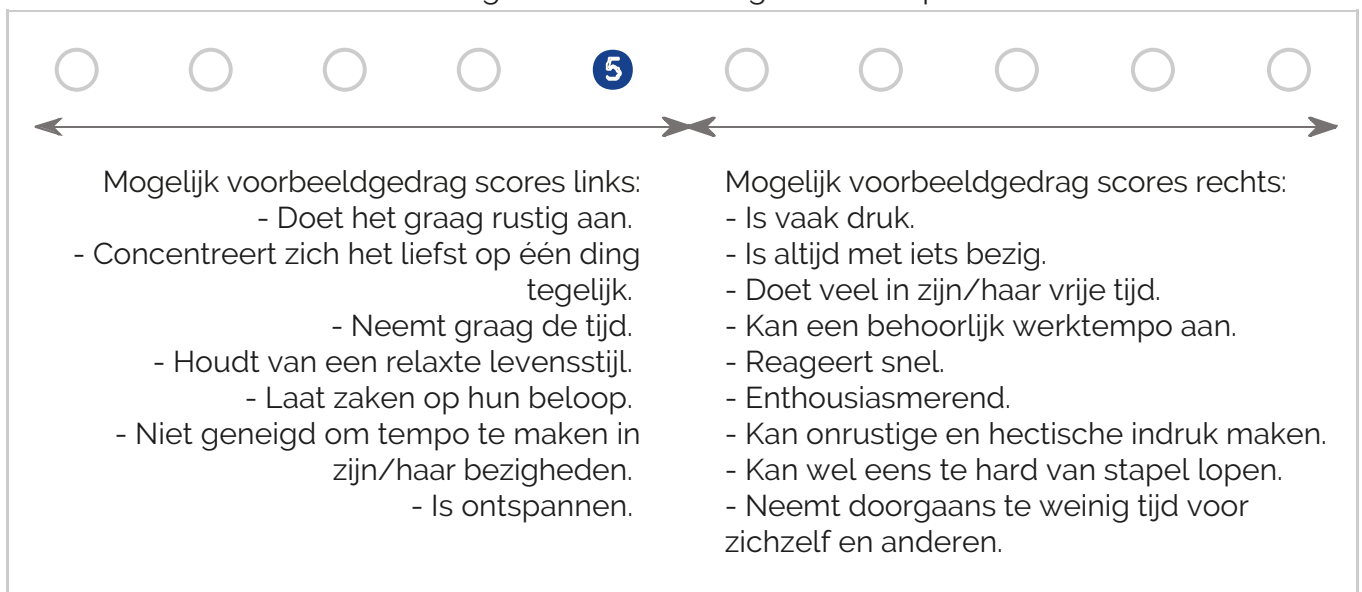 5
Mogelijk voorbeeldgedrag scores links:
- Doet het graag rustig aan.
- Concentreert zich het liefst op één ding
tegelijk.
- Neemt graag de tijd.
- Houdt van een relaxte levensstijl.
- Laat zaken op hun beloop.
- Niet geneigd om tempo te maken in
zijn/haar bezigheden.
- Is ontspannen.
Mogelijk voorbeeldgedrag scores rechts:
- Is vaak druk.
- Is altijd met iets bezig.
- Doet veel in zijn/haar vrije tijd.
- Kan een behoorlijk werktempo aan.
- Reageert snel.
- Enthousiasmerend.
- Kan onrustige en hectische indruk maken.
- Kan wel eens te hard van stapel lopen.
- Neemt doorgaans te weinig tijd voor
zichzelf en anderen.